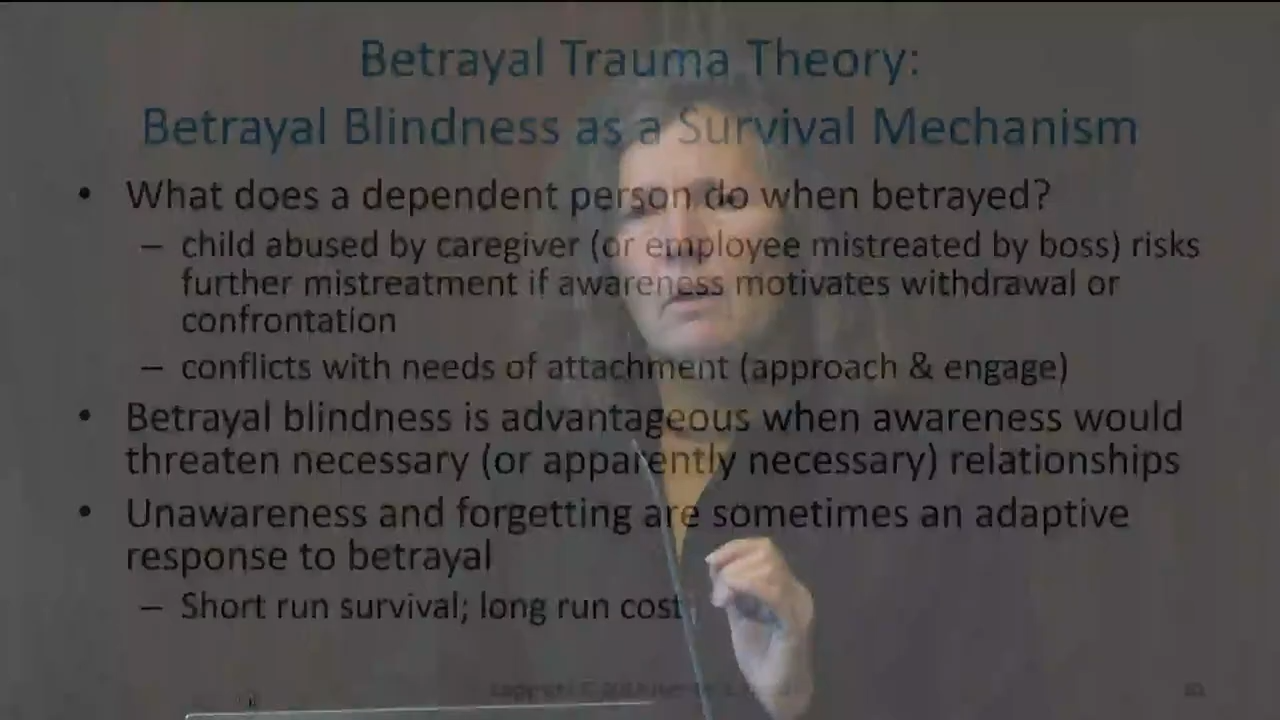 Betrayal Trauma Theory:
Betrayal Blindness as a Survival Mechanism
• What does a dependent person do when betrayed?
– child abused by caregiver (or employee mistreated by boss) risks
further mistreatment if awareness motivates withdrawal or
confrontation
– conflicts with needs of attachment (approach & engage)
• Betrayal blindness is advantageous when awareness would
threaten necessary (or apparently necessary) relationships
• Unawareness and forgetting are sometimes an adaptive
response to betrayal
– Short run survival; long run cost